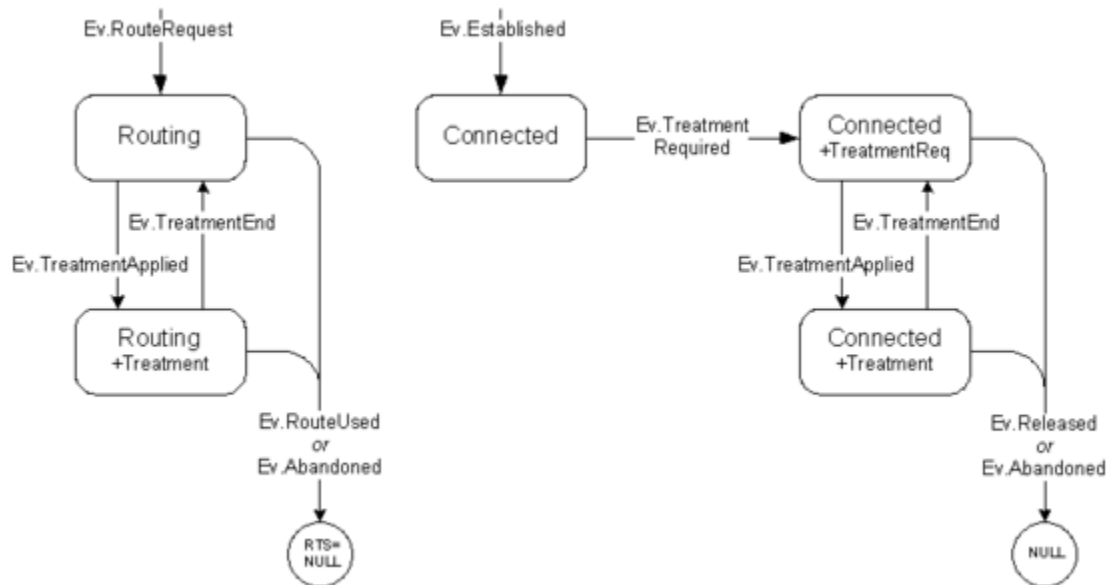 Ev.RouteRequest
Routing
Ev.TreatmentEnd
Ev.TreatmentApplied
Routing
+Treatment
Ev.RouteUsed
or
Ev.Abandoned
RTS=
NULL
Ev.Established
Connected
Ev.Treatment
Required
Connected
+TreatmentReq
Ev.TreatmentEnd
Ev.TreatmentApplied
Connected
+Treatment
Ev.Released
or
Ev.Abandoned
NULL